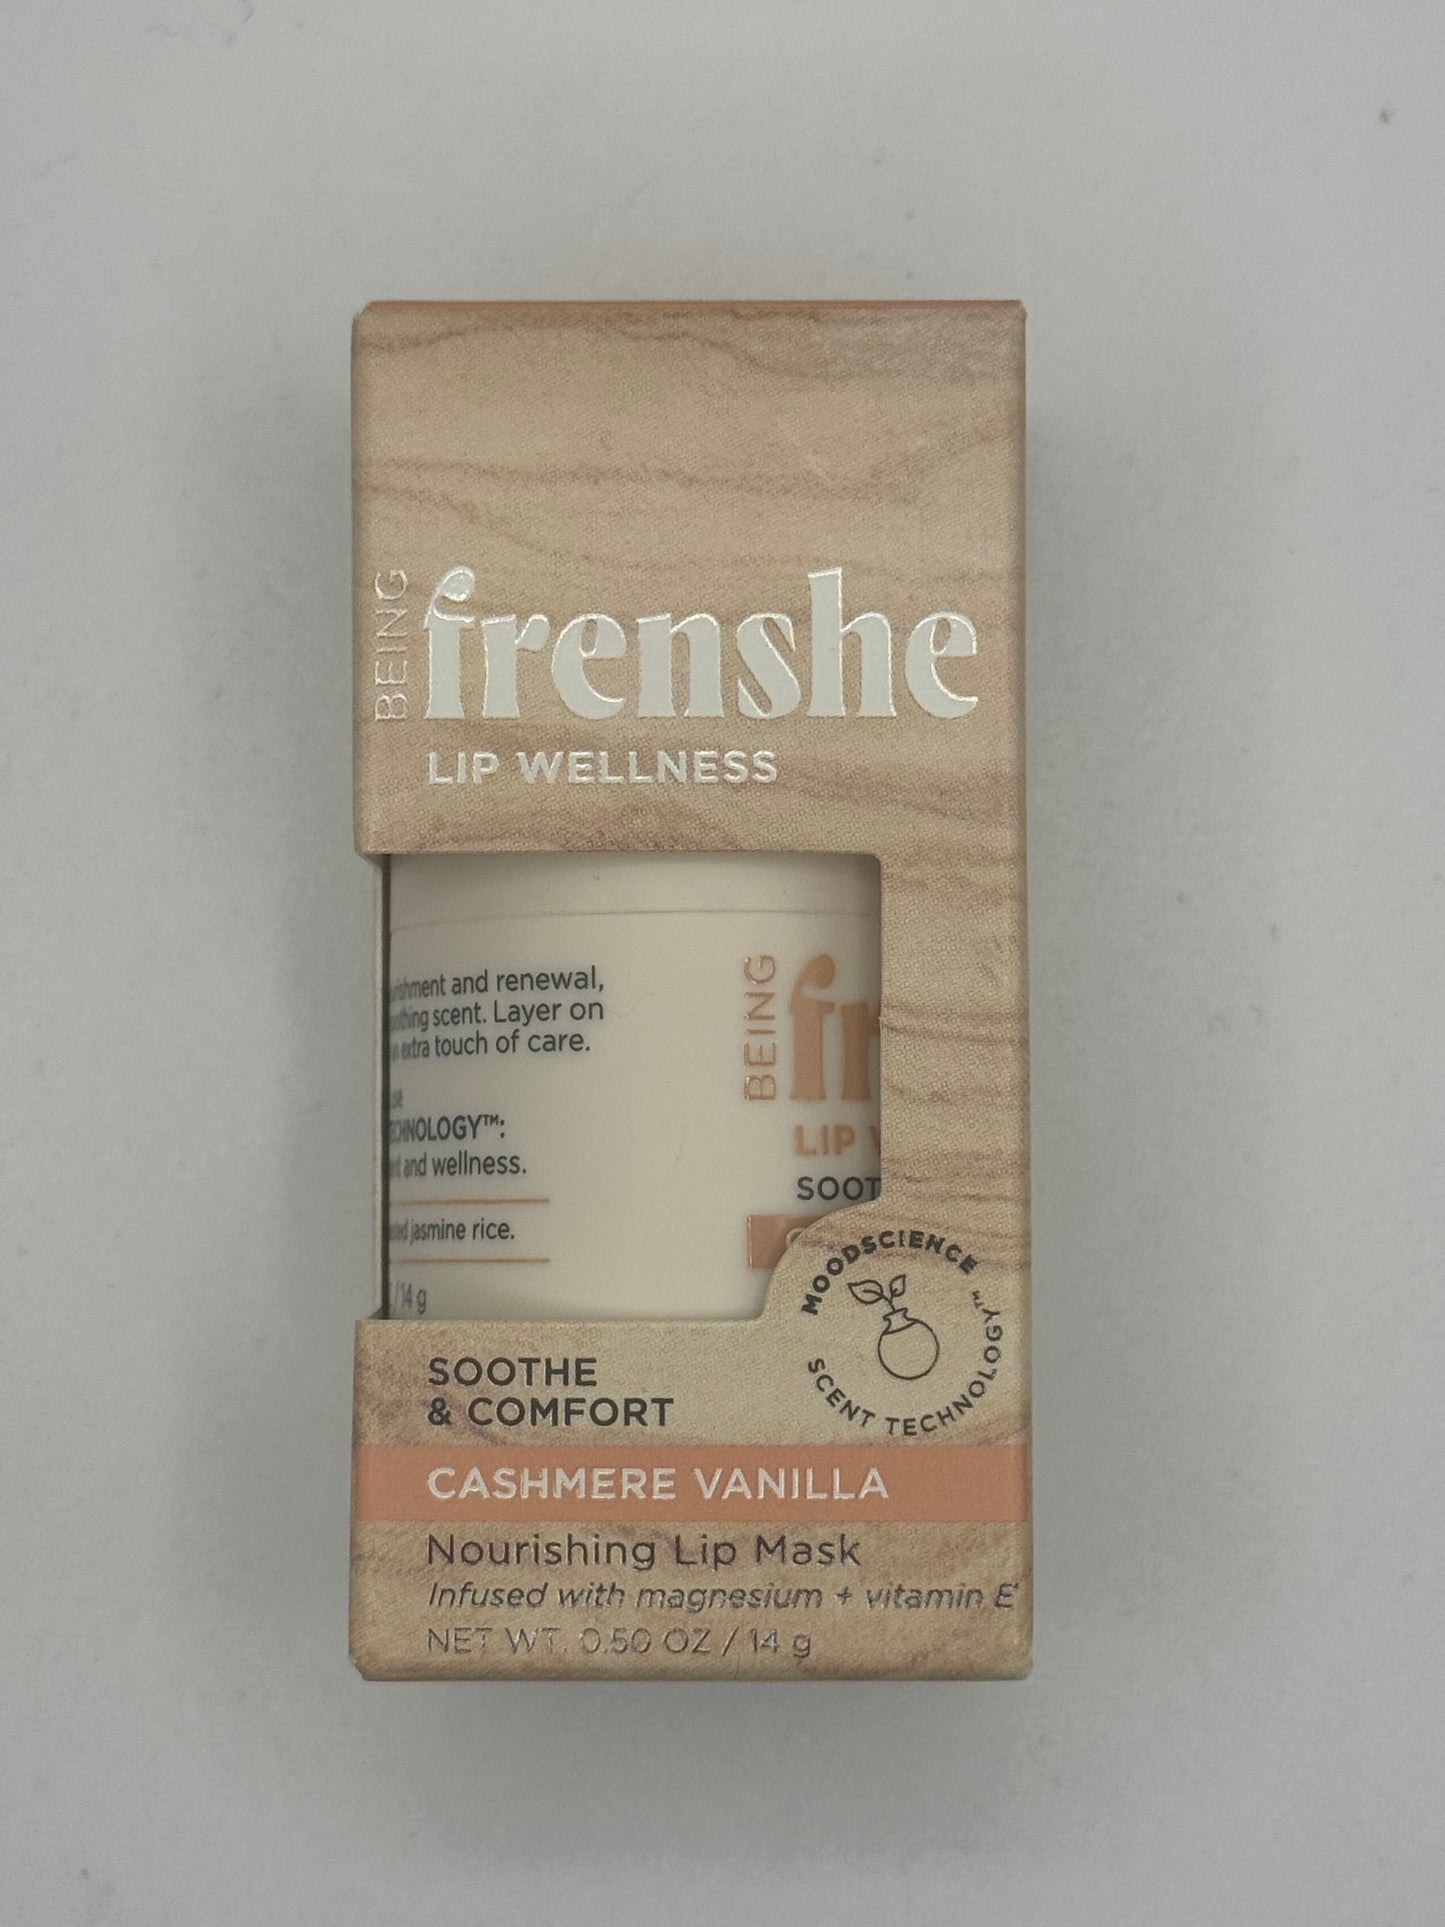 BEING
frenshe
LIP WELLNESS
and renewal,
scent. Layer on
extra touch of care.
TECHNOLOGY™:
and wellness.
jasmine rice.
/14 g
BEING
fr
LIP
SOOT
MOODSCIENCE
SCENT TECHNOLOGY™
SOOTHE
& COMFORT
CASHMERE VANILLA
Nourishing Lip Mask
Infused with magnesium + vitamin E*
NET WT. 0.50 OZ / 14 g